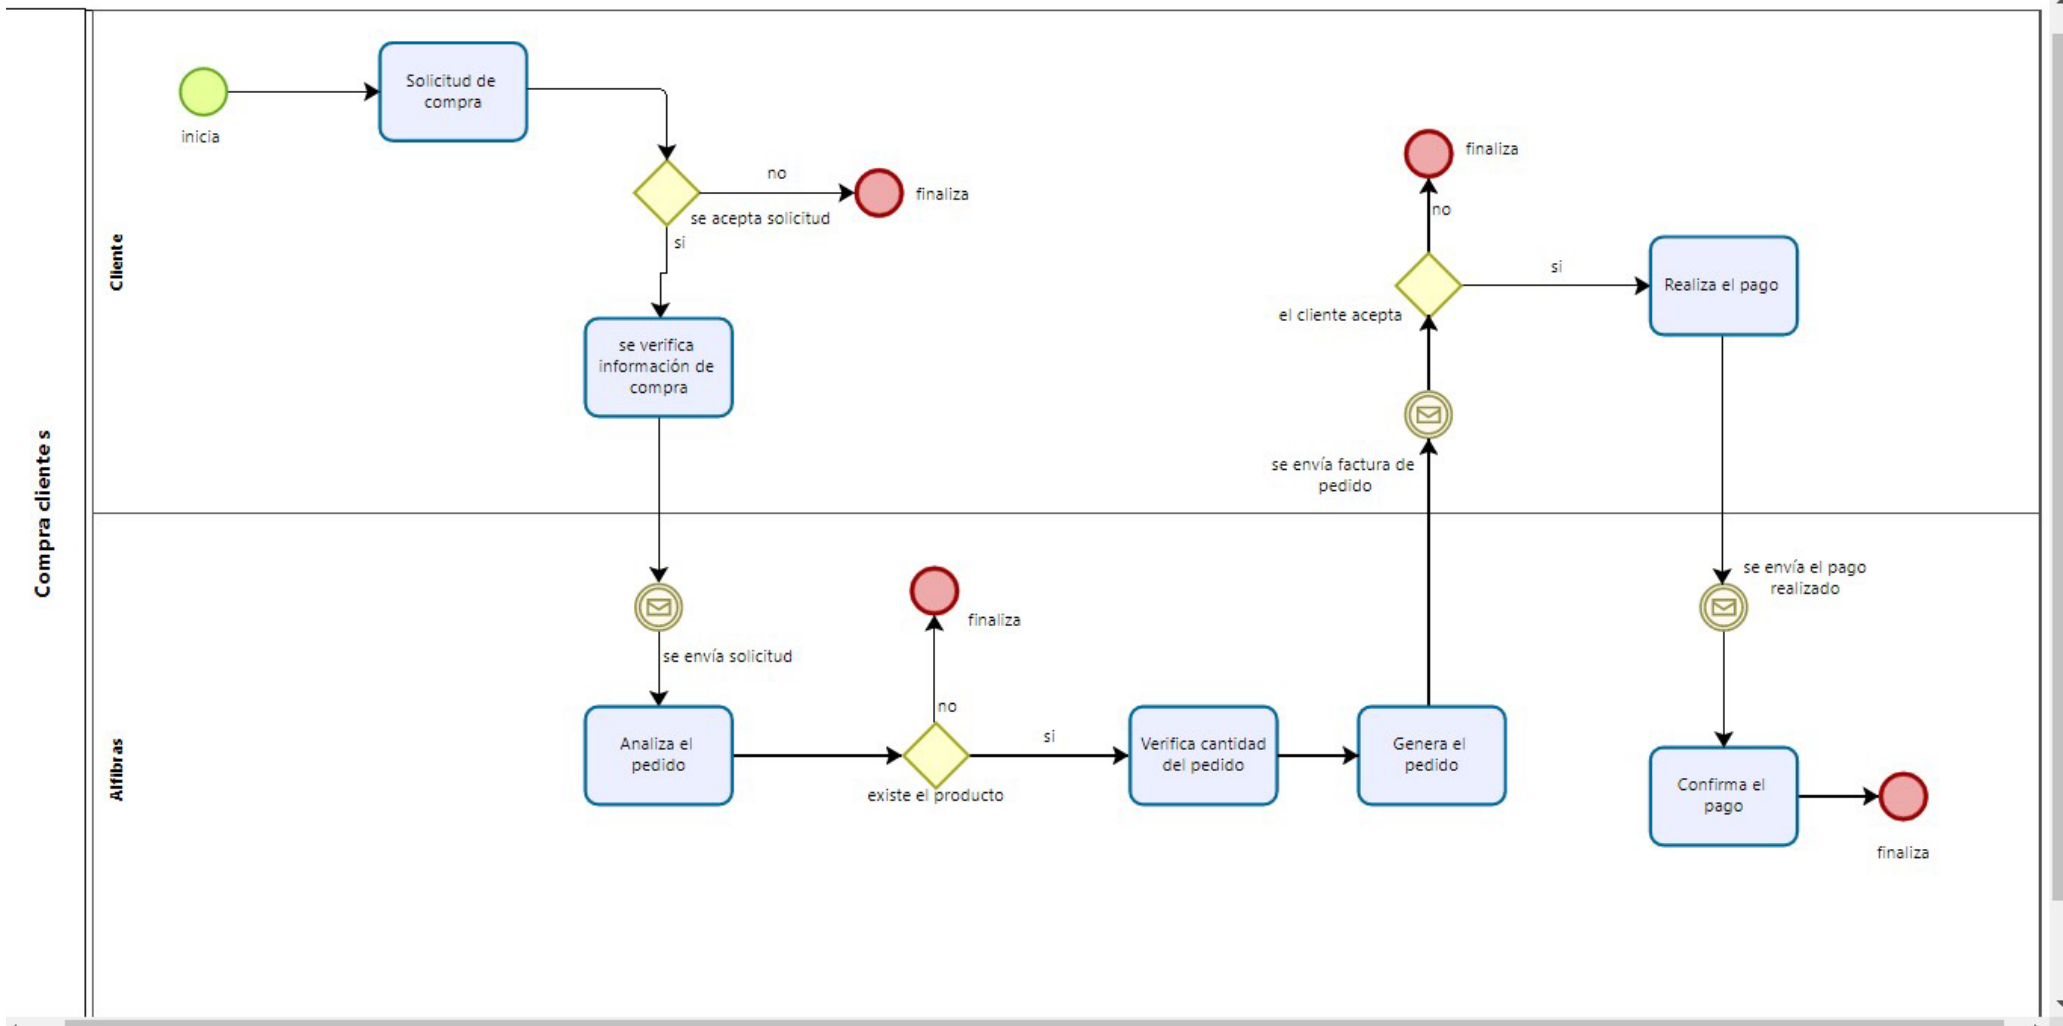 Compra clientes
Cliente
inicia
Solicitud de
compra
no
finaliza
se acepta solicitud
si
se verifica
información de
compra
finaliza
no
el cliente acepta
si
Realiza el pago
se envía factura de
pedido
Alfibras
se envía solicitud
Analiza el
pedido
finaliza
no
existe el producto
si
Verifica cantidad
del pedido
Genera el
pedido
se envía el pago
realizado
Confirma el
pago
finaliza